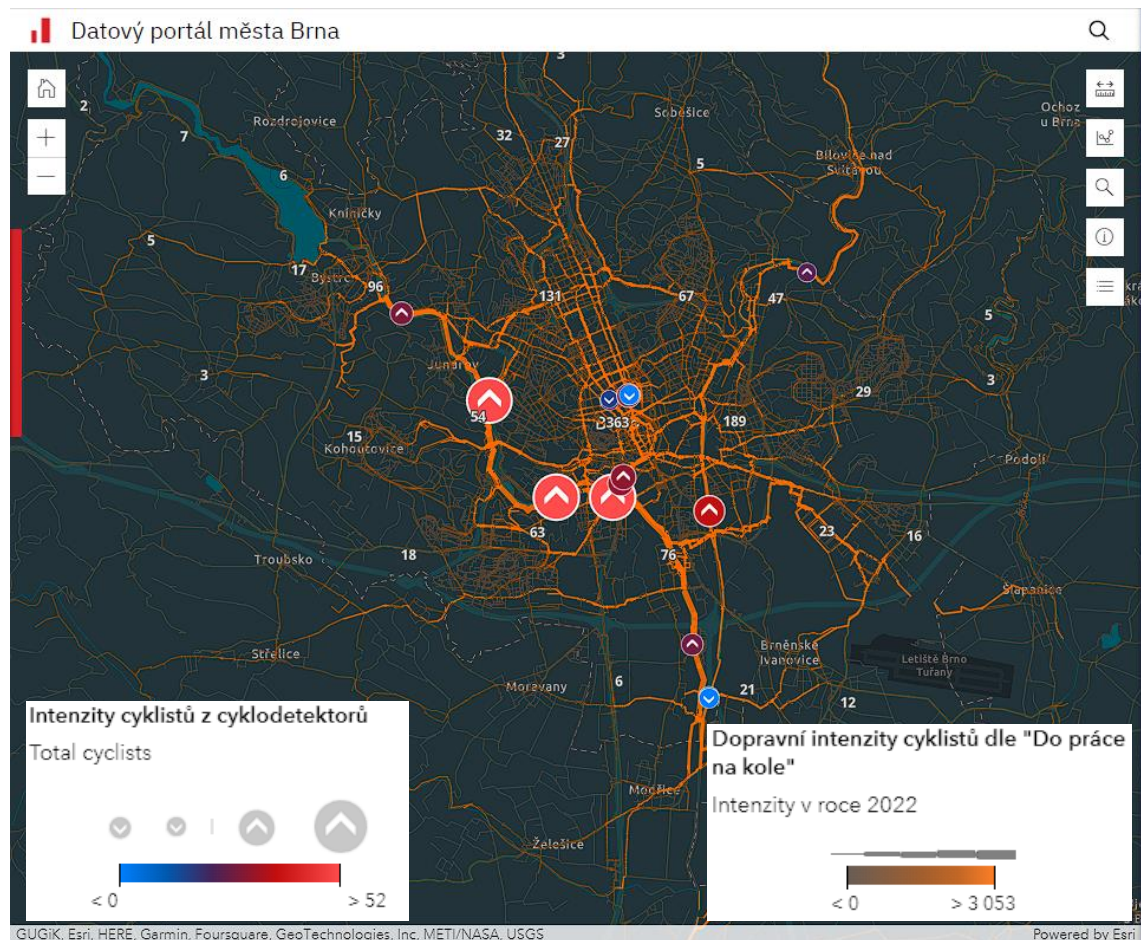 Datový portál města Brna
3
2
Ochoz
u Brna
7
Rozdrojovice
32
27
Soběšice
5
Bílovice nad
Svitavou
6
Kníničky
5
17
Bystrc
96
131
67
47
5
Jundrov
3
3
29
54
363
189
15
Kohoutovice
Podolí
63
23
16
18
76
Troubsko
Šlapanice
Střelice
Brněnské
Ivanovice
Letiště Brno
Tuřany
Moravany
6
21
12
Intenzity cyklistů z cyklodetektorů
Total cyclists
< 0
> 52
Dopravní intenzity cyklistů dle "Do práce
na kole"
Intenzity v roce 2022
< 0
> 3 053
Modřice
Želešice
GUGiK, Esri, HERE, Garmin, Foursquare, GeoTechnologies, Inc, METI/NASA, USGS
Powered by Esri